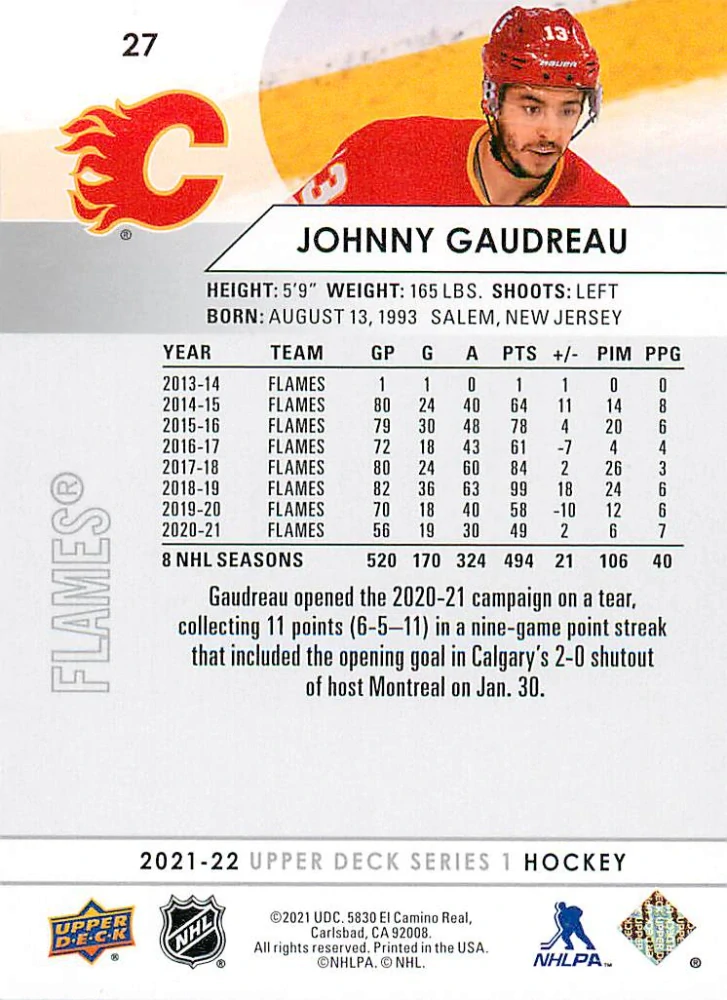 27
13
BAUER
13
C
®
JOHNNY GAUDREAU
HEIGHT: 5'9" WEIGHT: 165 LBS. SHOOTS: LEFT
BORN: AUGUST 13, 1993 SALEM, NEW JERSEY
YEAR TEAM GP G A PTS +/- PIM PPG
2013-14 FLAMES 1 1 0 1 1 0 0
2014-15 FLAMES 80 24 40 64 11 14 8
2015-16 FLAMES 79 30 48 78 4 20 6
2016-17 FLAMES 72 18 43 61 -7 4 4
2017-18 FLAMES 80 24 60 84 2 26 3
2018-19 FLAMES 82 36 63 99 18 24 6
2019-20 FLAMES 70 18 40 58 -10 12 6
2020-21 FLAMES 56 19 30 49 2 6 7
8 NHL SEASONS 520 170 324 494 21 106 40
FLAMES®
Gaudreau opened the 2020-21 campaign on a tear,
collecting 11 points (6-5—11) in a nine-game point streak
that included the opening goal in Calgary's 2-0 shutout
of host Montreal on Jan. 30.
2021-22 UPPER DECK SERIES 1 HOCKEY
UPPER
D·E·C·K
®
NHL
®
©2021 UDC. 5830 El Camino Real,
Carlsbad, CA 92008.
All rights reserved. Printed in the USA.
©NHLPA. © NHL.
NHLPA™
®